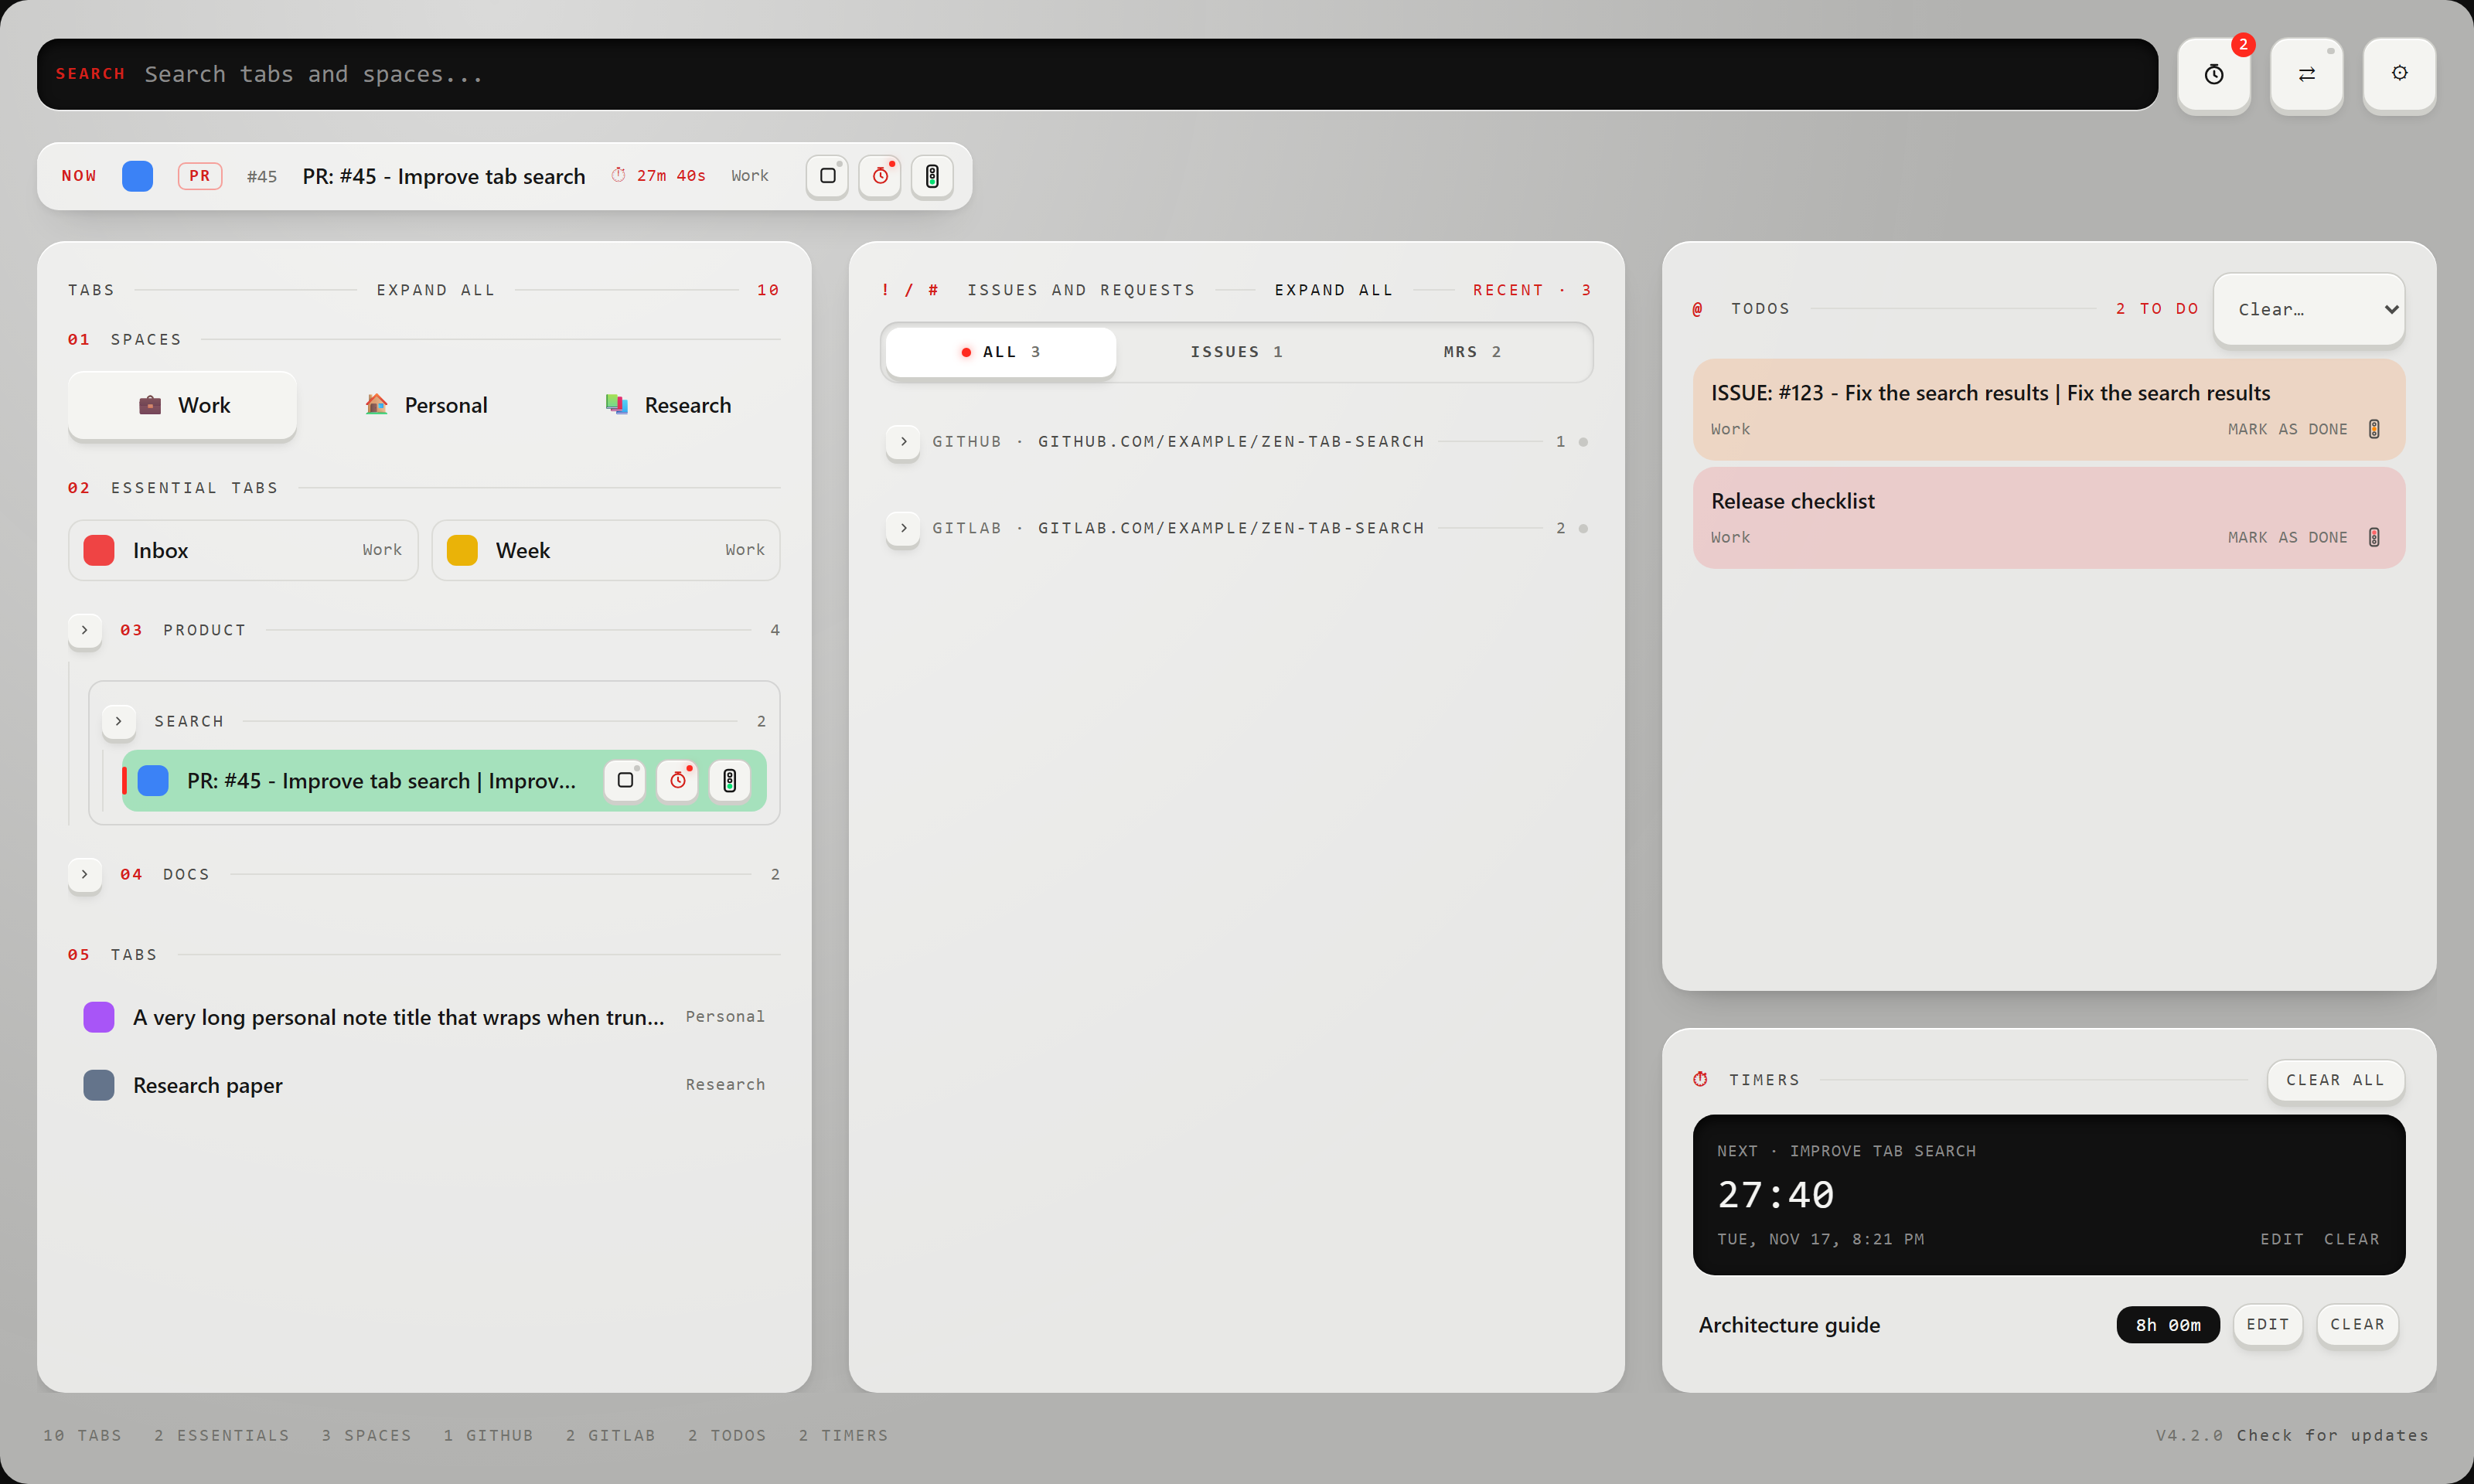 SEARCH Search tabs and spaces...
2
NOW PR #45 PR: #45 - Improve tab search 27m 40s Work
TABS EXPAND ALL 10
01 SPACES
Work Personal Research
02 ESSENTIAL TABS
Inbox Work Week Work
03 PRODUCT 4
SEARCH 2
PR: #45 - Improve tab search | Improv...
04 DOCS 2
05 TABS
A very long personal note title that wraps when trun... Personal
Research paper Research
! / # ISSUES AND REQUESTS EXPAND ALL RECENT · 3
ALL 3 ISSUES 1 MRS 2
GITHUB · GITHUB.COM/EXAMPLE/ZEN-TAB-SEARCH 1
GITLAB · GITLAB.COM/EXAMPLE/ZEN-TAB-SEARCH 2
@ TODOS 2 TO DO Clear…
ISSUE: #123 - Fix the search results | Fix the search results
Work MARK AS DONE
Release checklist
Work MARK AS DONE
TIMERS CLEAR ALL
NEXT · IMPROVE TAB SEARCH
27:40
TUE, NOV 17, 8:21 PM EDIT CLEAR
Architecture guide 8h 00m EDIT CLEAR
10 TABS 2 ESSENTIALS 3 SPACES 1 GITHUB 2 GITLAB 2 TODOS 2 TIMERS V4.2.0 Check for updates